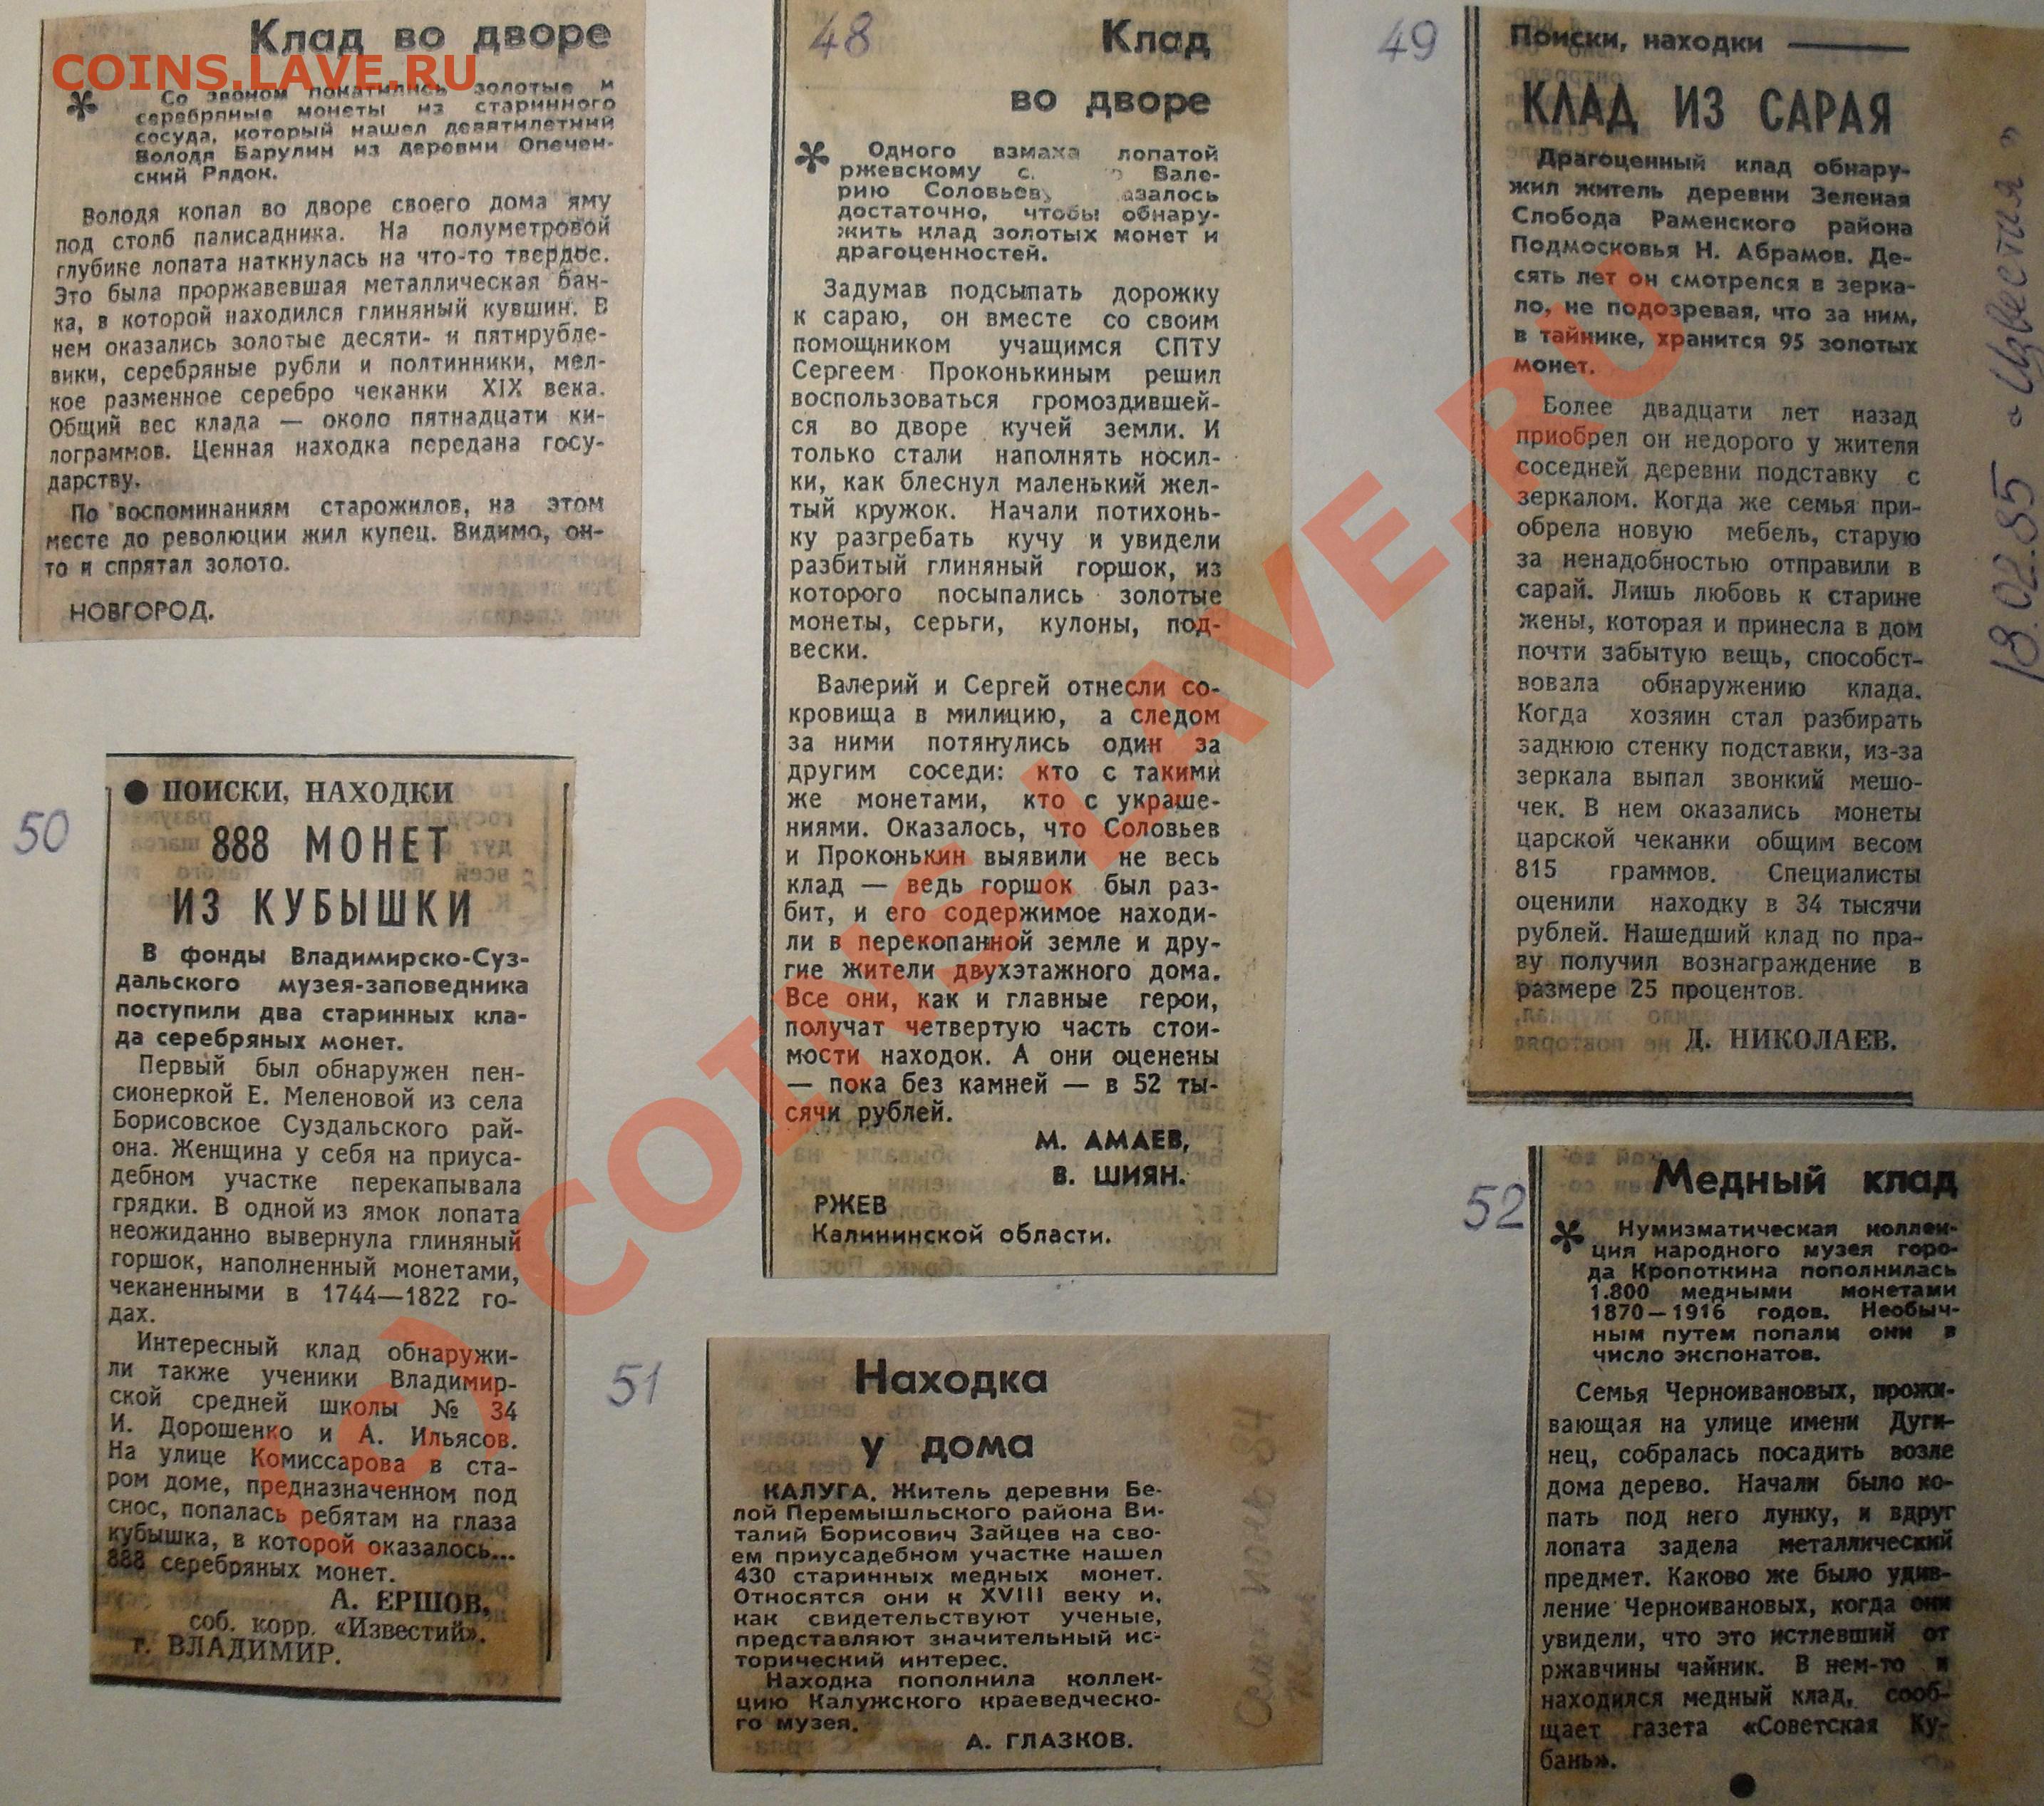 Клад во дворе
COINS.LAVE.RU
* Со звоном покатились золотые и
серебряные монеты из старинного
сосуда, который нашел девятилетний
Володя Барулин из деревни Опечен-
ский Рядок.
Володя копал во дворе своего дома яму
под столб палисадника. На полуметровой
глубине лопата наткнулась на что-то твердое.
Это была проржавевшая металлическая бан-
ка, в которой находился глиняный кувшин. В
нем оказались золотые десяти- и пятирубле-
вики, серебряные рубли и полтинники, мел-
кое разменное серебро чеканки XIX века.
Общий вес клада — около пятнадцати ки-
лограммов. Ценная находка передана госу-
дарству.
По воспоминаниям старожилов, на этом
месте до революции жил купец. Видимо, он-
то и спрятал золото.
НОВГОРОД.
48
Клад
во дворе
* Одного взмаха лопатой
ржевскому Вале-
рию Соловьеву
достаточно, чтобы обнару-
жить клад золотых монет и
драгоценностей.
Задумав подсыпать дорожку
к сараю, он вместе со своим
помощником учащимся СПТУ
Сергеем Проконькиным решил
воспользоваться громоздившей-
ся во дворе кучей земли. И
только стали наполнять носил-
ки, как блеснул маленький жел-
тый кружок. Начали потихонь-
ку разгребать кучу и увидели
разбитый глиняный горшок, из
которого посыпались золотые
монеты, серьги, кулоны, под-
вески.
Валерий и Сергей отнесли со-
кровища в милицию, а следом
за ними потянулись один за
другим соседи: кто с такими
же монетами, кто с украше-
ниями. Оказалось, что Соловьев
и Проконькин выявили не весь
клад — ведь горшок был раз-
бит, и его содержимое находи-
ли в перекопанной земле и дру-
гие жители двухэтажного дома.
Все они, как и главные герои,
получат четвертую часть стои-
мости находок. А они оценены
— пока без камней — в 52 ты-
сячи рублей.
М. АМАЕВ,
В. ШИЯН.
РЖЕВ
Калининской области.
49
Поиски, находки
КЛАД ИЗ САРАЯ
Драгоценный клад обнару-
жил житель деревни Зеленая
Слобода Раменского района
Подмосковья Н. Абрамов. Де-
сять лет он смотрелся в зерка-
ло, не подозревая, что за ним,
в тайнике, хранится 95 золотых
монет.
Более двадцати лет назад
приобрел он недорого у жителя
соседней деревни подставку с
зеркалом. Когда же семья при-
обрела новую мебель, старую
за ненадобностью отправили в
сарай. Лишь любовь к старине
жены, которая и принесла в дом
почти забытую вещь, способст-
вовала обнаружению клада.
Когда хозяин стал разбирать
заднюю стенку подставки, из-за
зеркала выпал звонкий мешо-
чек. В нем оказались монеты
царской чеканки общим весом
815 граммов. Специалисты
оценили находку в 34 тысячи
рублей. Нашедший клад по пра-
ву получил вознаграждение в
размере 25 процентов.
Д. НИКОЛАЕВ.
18.02.85 «Известия»
50
● ПОИСКИ, НАХОДКИ
888 МОНЕТ
ИЗ КУБЫШКИ
В фонды Владимирско-Суз-
дальского музея-заповедника
поступили два старинных кла-
да серебряных монет.
Первый был обнаружен пен-
сионеркой Е. Меленовой из села
Борисовское Суздальского рай-
она. Женщина у себя на приуса-
дебном участке перекапывала
грядки. В одной из ямок лопата
неожиданно вывернула глиняный
горшок, наполненный монетами,
чеканенными в 1744—1822 го-
дах.
Интересный клад обнаружи-
ли также ученики Владимир-
ской средней школы № 34
И. Дорошенко и А. Ильясов.
На улице Комиссарова в ста-
ром доме, предназначенном под
снос, попалась ребятам на глаза
кубышка, в которой оказалось...
888 серебряных монет.
А. ЕРШОВ,
соб. корр. «Известий».
г. ВЛАДИМИР.
51
Находка
у дома
КАЛУГА. Житель деревни Бе-
лой Перемышльского района Ви-
талий Борисович Зайцев на сво-
ем приусадебном участке нашел
430 старинных медных монет.
Относятся они к XVIII веку и,
как свидетельствуют ученые,
представляют значительный ис-
торический интерес.
Находка пополнила коллек-
цию Калужского краеведческо-
го музея.
А. ГЛАЗКОВ.
52
Медный клад
* Нумизматическая коллек-
ция народного музея горо-
да Кропоткина пополнилась
1.800 медными монетами
1870—1916 годов. Необыч-
ным путем попали они в
число экспонатов.
Семья Черноивановых, прожи-
вающая на улице имени Дуги-
нец, собралась посадить возле
дома дерево. Начали было ко-
пать под него лунку, и вдруг
лопата задела металлический
предмет. Каково же было удив-
ление Черноивановых, когда они
увидели, что это истлевший от
ржавчины чайник. В нем-то и
находился медный клад, сооб-
щает газета «Советская Ку-
бань».
(C) COINS.LAVE.RU